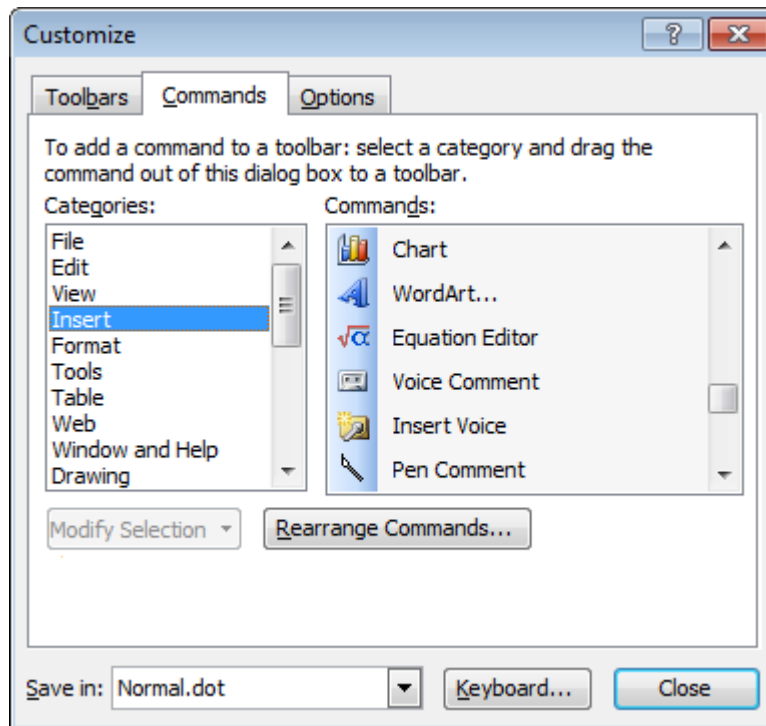 Customize
Toolbars
Commands
Options
To add a command to a toolbar: select a category and drag the
command out of this dialog box to a toolbar.
Categories:
Commands:
File
Edit
View
Insert
Format
Tools
Table
Web
Window and Help
Drawing
Chart
WordArt...
Equation Editor
Voice Comment
Insert Voice
Pen Comment
Modify Selection
Rearrange Commands...
Save in:
Normal.dot
Keyboard...
Close